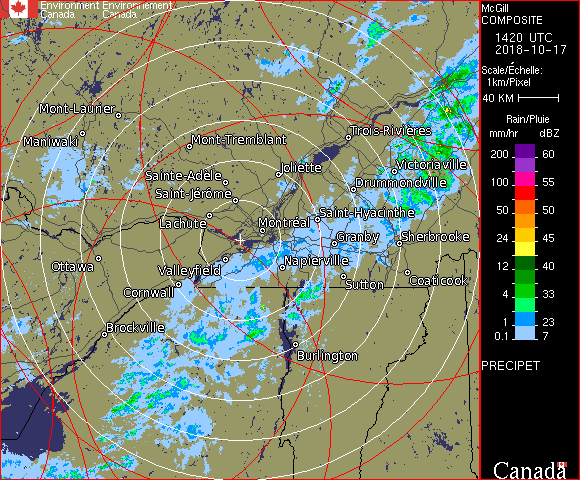 Environment Environnement
Canada Canada
McGill
COMPOSITE
1420 UTC
2018-10-17
Scale/Échelle:
1km/Pixel
40 KM
Rain/Pluie
mm/hr dBZ
200 60
100 55
50 50
24 45
12 40
4 33
1 23
0.1 7
PRECIPET
Canada
Mont-Laurier
Maniwaki
Mont-Tremblant
Trois-Rivières
Sainte-Adèle
Joliette
Victoriaville
Saint-Jérôme
Drummondville
Lachute
Montréal
Saint-Hyacinthe
Granby
Sherbrooke
Ottawa
Valleyfield
Napierville
Cornwall
Sutton
Coaticook
Brockville
Burlington